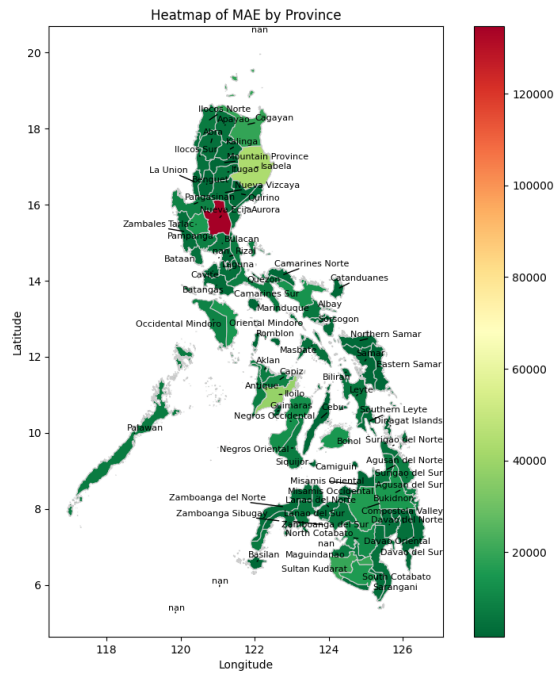 Heatmap of MAE by Province
nan
20
120000
Ilocos Norte
Apayao
Cagayan
18
Abra
Kalinga
Ilocos Sur
Mountain Province
Ifugao
Isabela
La Union
Benguet
100000
Nueva Vizcaya
Quirino
Pangasinan
16
Nueva Ecija
Aurora
Zambales
Tarlac
Pampanga
Bulacan
nan
Rizal
Bataan
Laguna
Camarines Norte
80000
Cavite
Quezon
Catanduanes
14
Batangas
Camarines Sur
Albay
Marinduque
Sorsogon
Occidental Mindoro
Oriental Mindoro
Romblon
Northern Samar
Latitude
60000
Masbate
Samar
12
Aklan
Eastern Samar
Capiz
Biliran
Antique
Iloilo
Leyte
Guimaras
Cebu
Southern Leyte
Negros Occidental
Dinagat Islands
40000
Palawan
10
Bohol
Surigao del Norte
Negros Oriental
Siquijor
Camiguin
Agusan del Norte
Surigao del Sur
Misamis Oriental
Agusan del Sur
Misamis Occidental
Zamboanga del Norte
Lanao del Norte
Bukidnon
8
Zamboanga Sibugay
Lanao del Sur
Compostela Valley
Davao del Norte
20000
Zamboanga del Sur
North Cotabato
nan
Davao Oriental
Basilan
Maguindanao
Davao del Sur
Sultan Kudarat
South Cotabato
6
nan
Sarangani
nan
118
120
122
124
126
Longitude